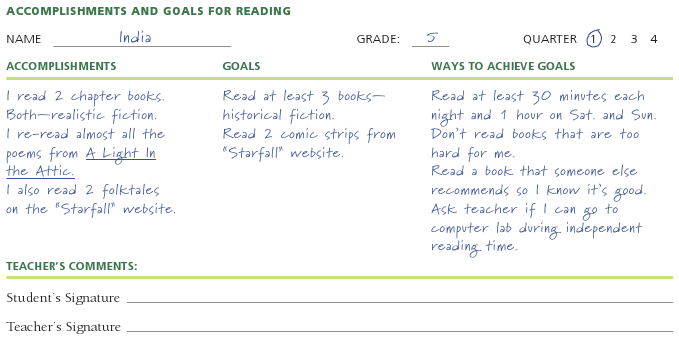 ACCOMPLISHMENTS AND GOALS FOR READING
NAME India GRADE: 5 QUARTER 1 2 3 4
ACCOMPLISHMENTS
I read 2 chapter books.
Both—realistic fiction.
I re-read almost all the
poems from A Light In
the Attic.
I also read 2 folktales
on the "Starfall" website.
GOALS
Read at least 3 books—
historical fiction.
Read 2 comic strips from
"Starfall" website.
WAYS TO ACHIEVE GOALS
Read at least 30 minutes each
night and 1 hour on Sat. and Sun.
Don't read books that are too
hard for me.
Read a book that someone else
recommends so I know it's good.
Ask teacher if I can go to
computer lab during independent
reading time.
TEACHER'S COMMENTS:
Student's Signature
Teacher's Signature